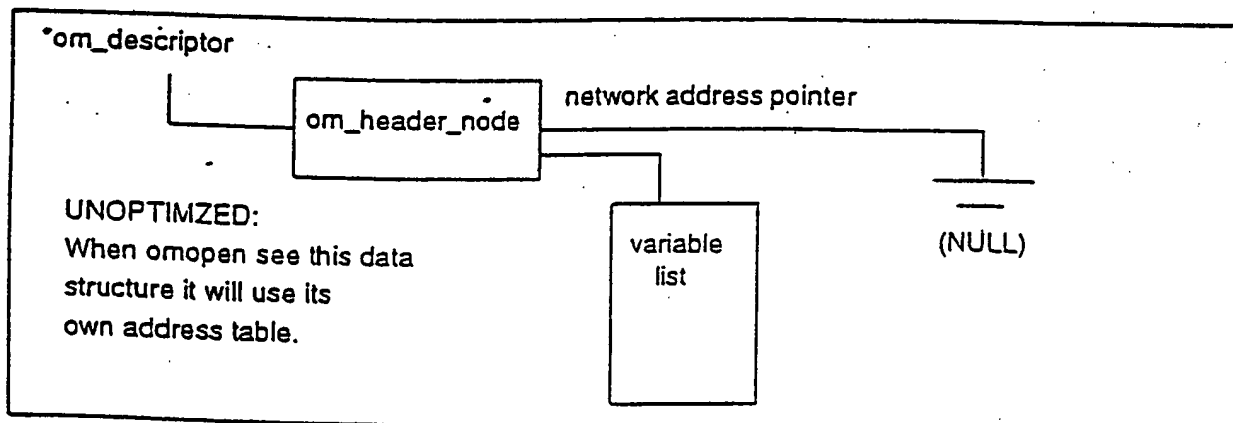 *om_descriptor
om_header_node
network address pointer
(NULL)
variable
list
UNOPTIMZED:
When omopen see this data
structure it will use its
own address table.